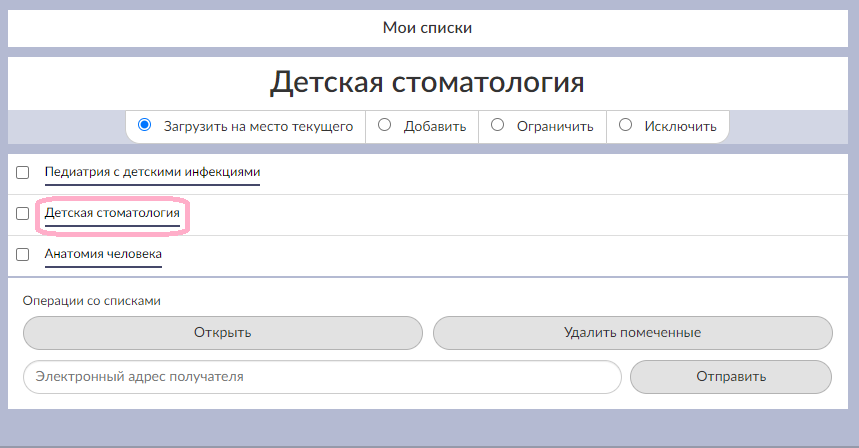 Мои списки
Детская стоматология
Загрузить на место текущего Добавить Ограничить Исключить
Педиатрия с детскими инфекциями
Детская стоматология
Анатомия человека
Операции со списками
Открыть Удалить помеченные
Электронный адрес получателя Отправить